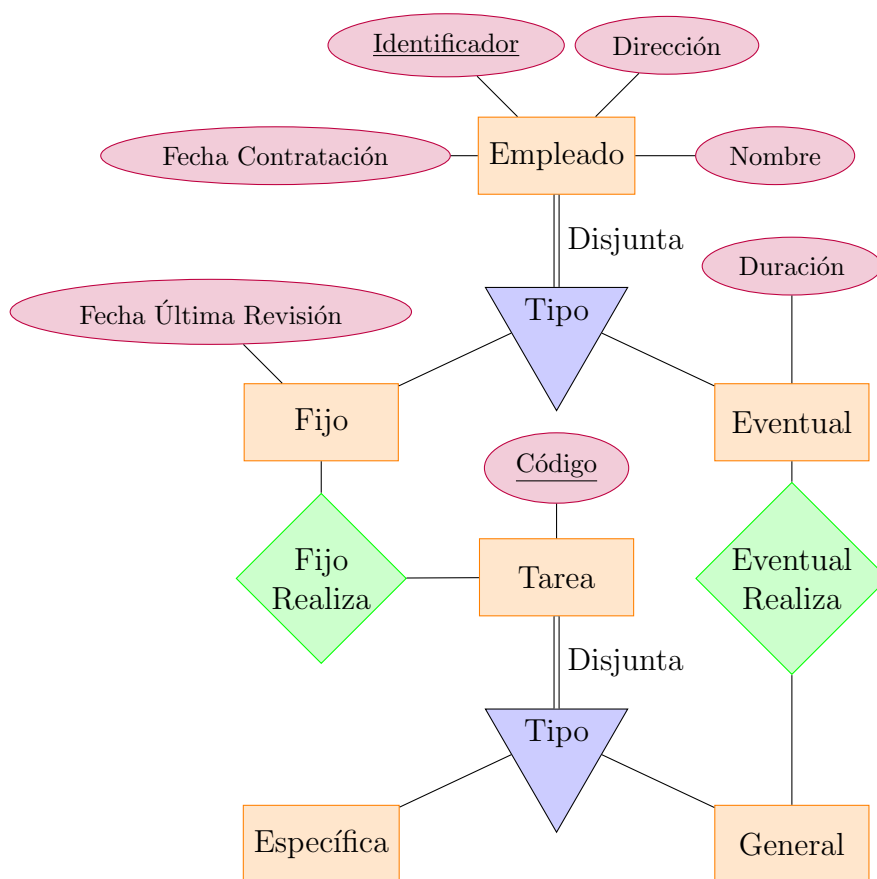 Identificador
Dirección
Fecha Contratación
Empleado
Nombre
Disjunta
Duración
Fecha Última Revisión
Tipo
Fijo
Eventual
Código
Fijo
Realiza
Tarea
Eventual
Realiza
Disjunta
Tipo
Específica
General